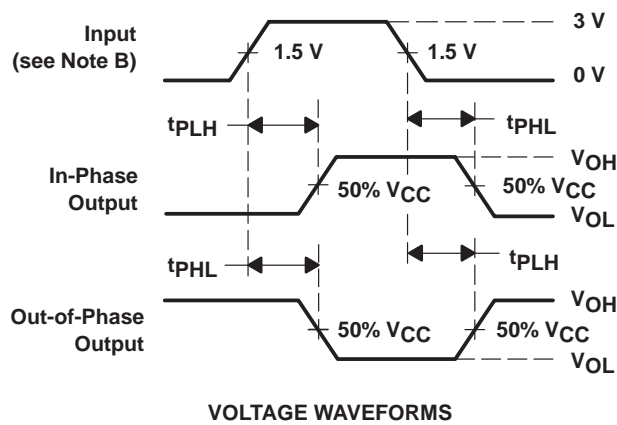 Input
(see Note B)
1.5 V
1.5 V
3 V
0 V
tPLH
tPHL
In-Phase
Output
50% VCC
50% VCC
VOH
VOL
tPHL
tPLH
Out-of-Phase
Output
50% VCC
50% VCC
VOH
VOL
VOLTAGE WAVEFORMS